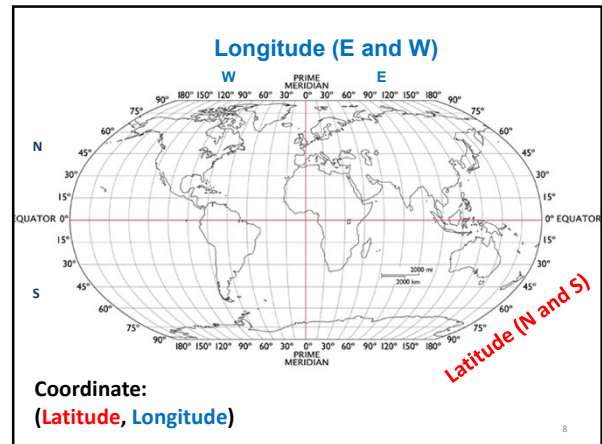 Longitude (E and W)
W E
PRIME
MERIDIAN
180° 150° 120° 90° 60° 30° 0° 30° 60° 90° 120° 150° 180°
90° 90°
75° 75°
60° 60°
N
45° 45°
30° 30°
15° 15°
EQUATOR 0° 0° EQUATOR
15° 15°
30° 30°
2000 mi
2000 km
S
45° 45°
60° 60°
75° 75°
90° 90°
180° 150° 120° 90° 60° 30° 0° 30° 60° 90° 120° 150° 180°
PRIME
MERIDIAN
Latitude (N and S)
Coordinate:
(Latitude, Longitude)
8